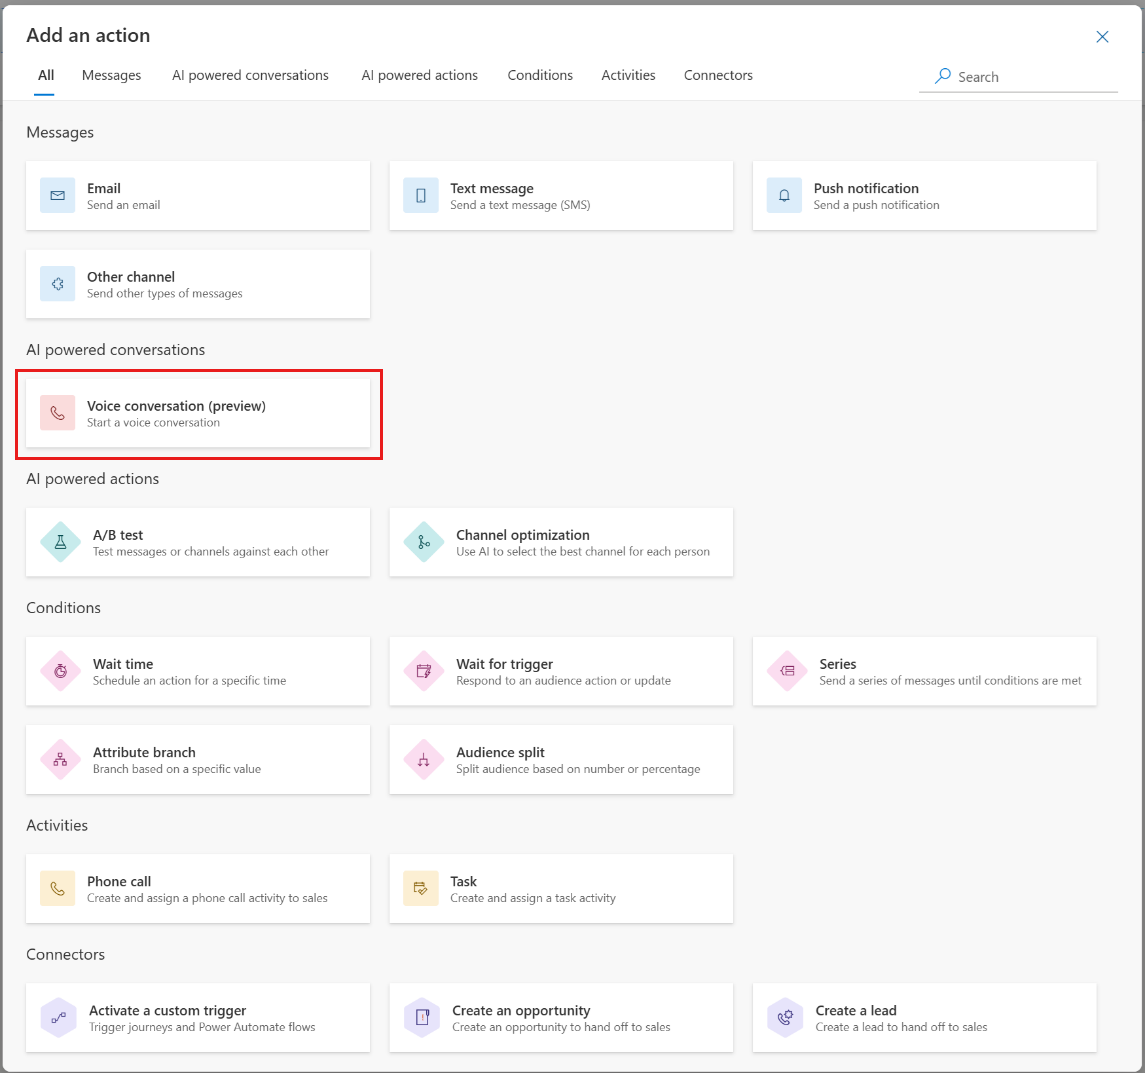 Add an action
All Messages AI powered conversations AI powered actions Conditions Activities Connectors Search
Messages
Email
Send an email
Text message
Send a text message (SMS)
Push notification
Send a push notification
Other channel
Send other types of messages
AI powered conversations
Voice conversation (preview)
Start a voice conversation
AI powered actions
A/B test
Test messages or channels against each other
Channel optimization
Use AI to select the best channel for each person
Conditions
Wait time
Schedule an action for a specific time
Wait for trigger
Respond to an audience action or update
Series
Send a series of messages until conditions are met
Attribute branch
Branch based on a specific value
Audience split
Split audience based on number or percentage
Activities
Phone call
Create and assign a phone call activity to sales
Task
Create and assign a task activity
Connectors
Activate a custom trigger
Trigger journeys and Power Automate flows
Create an opportunity
Create an opportunity to hand off to sales
Create a lead
Create a lead to hand off to sales